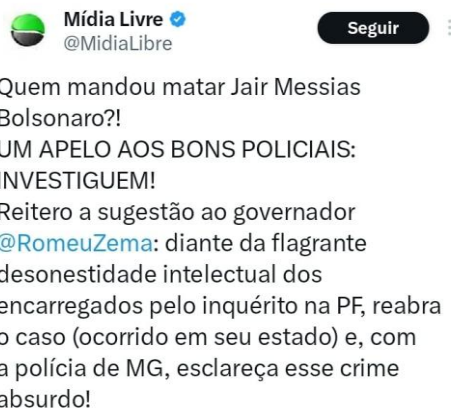 Mídia Livre
@MidiaLibre
Seguir
Quem mandou matar Jair Messias
Bolsonaro?!
UM APELO AOS BONS POLICIAIS:
INVESTIGUEM!
Reitero a sugestão ao governador
@RomeuZema: diante da flagrante
desonestidade intelectual dos
encarregados pelo inquérito na PF, reabra
o caso (ocorrido em seu estado) e, com
a polícia de MG, esclareça esse crime
absurdo!